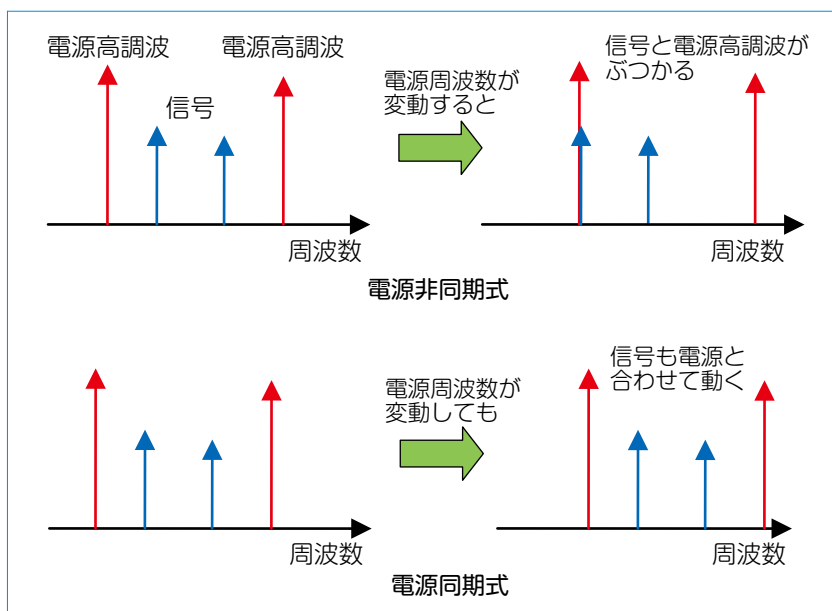 電源高調波
電源高調波
信号
電源周波数が
変動すると
信号と電源高調波が
ぶつかる
周波数
周波数
電源非同期式
電源周波数が
変動しても
信号も電源と
合わせて動く
周波数
周波数
電源同期式